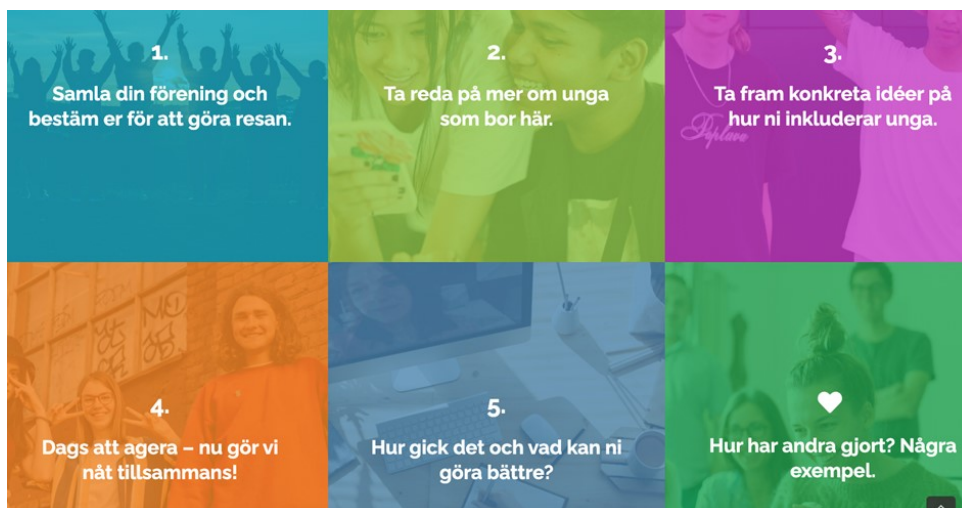 1.
Samla din förening och
bestäm er för att göra resan.
2.
Ta reda på mer om unga
som bor här.
3.
Ta fram konkreta idéer på
hur ni inkluderar unga.
4.
Dags att agera – nu gör vi
nåt tillsammans!
5.
Hur gick det och vad kan ni
göra bättre?
Hur har andra gjort? Några
exempel.